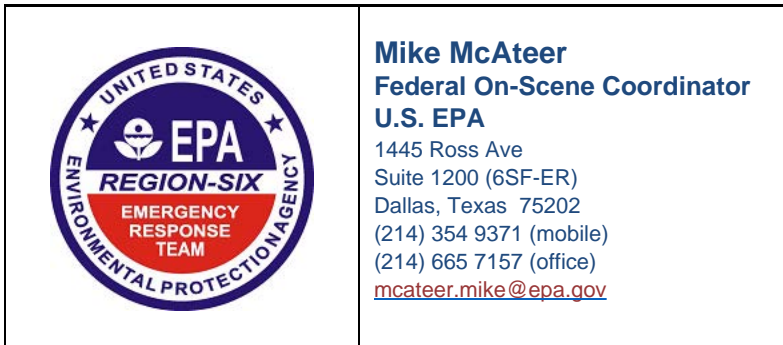 UNITED STATES
EPA
REGION-SIX
EMERGENCY
RESPONSE
TEAM
ENVIRONMENTAL PROTECTIONAGENCY
Mike McAteer
Federal On-Scene Coordinator
U.S. EPA
1445 Ross Ave
Suite 1200 (6SF-ER)
Dallas, Texas  75202
(214) 354 9371 (mobile)
(214) 665 7157 (office)
mcateer.mike@epa.gov